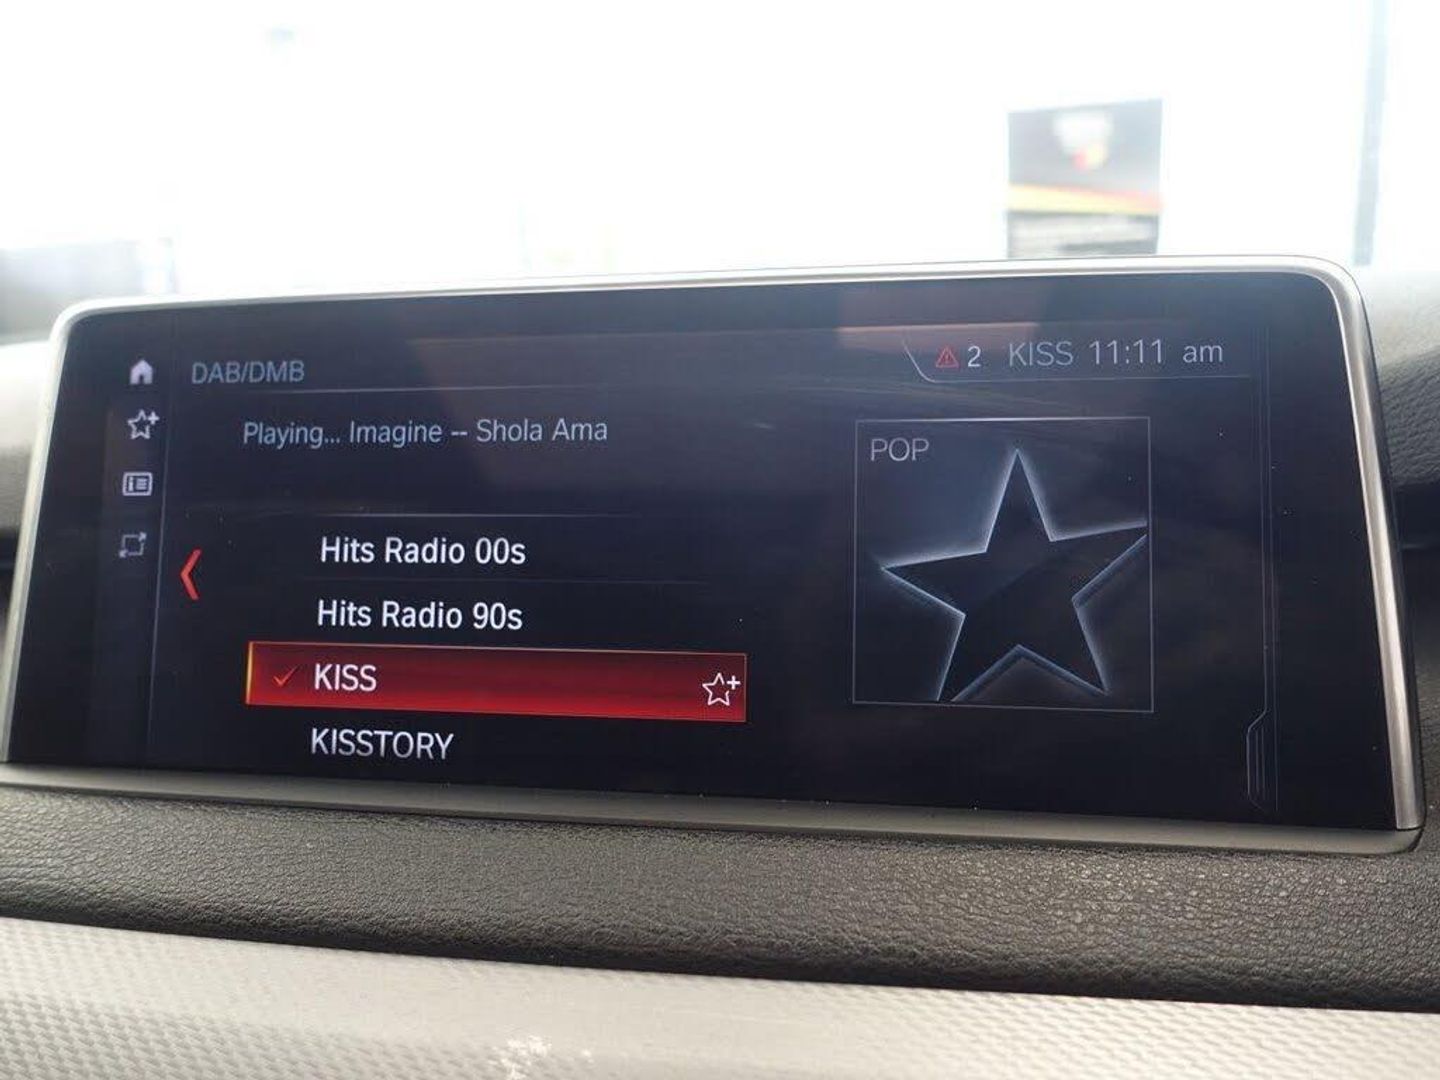 DAB/DMB
2 KISS 11:11 am
Playing... Imagine -- Shola Ama
POP
Hits Radio 00s
Hits Radio 90s
KISS
KISSTORY